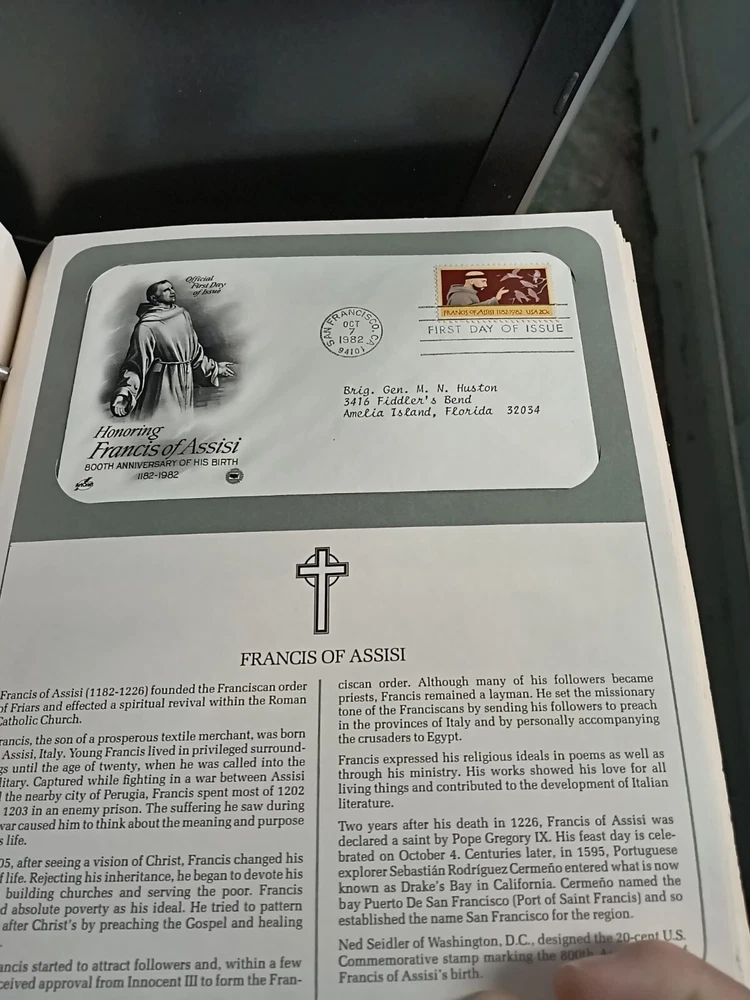 Official
First Day
of Issue
SAN FRANCISCO, CA
OCT
7
1982
94101
FRANCIS OF ASSISI 1182-1982 USA 20c
FIRST DAY OF ISSUE
Brig. Gen. M. N. Huston
3416 Fiddler's Bend
Amelia Island, Florida 32034
Honoring
Francis of Assisi
800TH ANNIVERSARY OF HIS BIRTH
1182-1982
FRANCIS OF ASSISI
Francis of Assisi (1182-1226) founded the Franciscan order
of Friars and effected a spiritual revival within the Roman
Catholic Church.
rancis, the son of a prosperous textile merchant, was born
Assisi, Italy. Young Francis lived in privileged surround-
gs until the age of twenty, when he was called into the
litary. Captured while fighting in a war between Assisi
the nearby city of Perugia, Francis spent most of 1202
1203 in an enemy prison. The suffering he saw during
war caused him to think about the meaning and purpose
s life.
05, after seeing a vision of Christ, Francis changed his
f life. Rejecting his inheritance, he began to devote his
building churches and serving the poor. Francis
d absolute poverty as his ideal. He tried to pattern
after Christ's by preaching the Gospel and healing
ancis started to attract followers and, within a few
ceived approval from Innocent III to form the Fran-
ciscan order. Although many of his followers became
priests, Francis remained a layman. He set the missionary
tone of the Franciscans by sending his followers to preach
in the provinces of Italy and by personally accompanying
the crusaders to Egypt.
Francis expressed his religious ideals in poems as well as
through his ministry. His works showed his love for all
living things and contributed to the development of Italian
literature.
Two years after his death in 1226, Francis of Assisi was
declared a saint by Pope Gregory IX. His feast day is cele-
brated on October 4. Centuries later, in 1595, Portuguese
explorer Sebastián Rodríguez Cermeño entered what is now
known as Drake's Bay in California. Cermeño named the
bay Puerto De San Francisco (Port of Saint Francis) and so
established the name San Francisco for the region.
Ned Seidler of Washington, D.C., designed the 20-cent U.S.
Commemorative stamp marking the 800th
Francis of Assisi's birth.